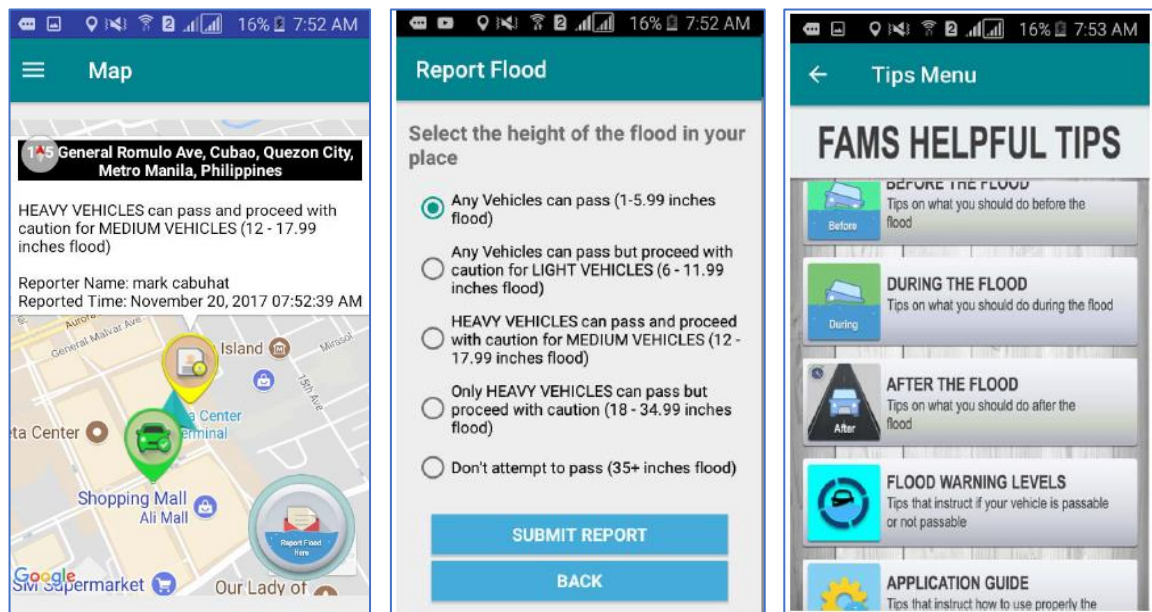 16% 7:52 AM
Map
General Romulo Ave, Cubao, Quezon City,
Metro Manila, Philippines
HEAVY VEHICLES can pass and proceed with
caution for MEDIUM VEHICLES (12 - 17.99
inches flood)
Reporter Name: mark cabuhat
Reported Time: November 20, 2017 07:52:39 AM
Aurora
General Malvar Ave
Island
Mirasol
15th Ave
a Center
erminal
ta Center
Shopping Mall
Ali Mall
Report Flood
Here
Google
SM Supermarket
Our Lady of
2 16% 7:52 AM
Report Flood
Select the height of the flood in your
place
Any Vehicles can pass (1-5.99 inches
flood)
Any Vehicles can pass but proceed with
caution for LIGHT VEHICLES (6 - 11.99
inches flood)
HEAVY VEHICLES can pass and proceed
with caution for MEDIUM VEHICLES (12 -
17.99 inches flood)
Only HEAVY VEHICLES can pass but
proceed with caution (18 - 34.99 inches
flood)
Don't attempt to pass (35+ inches flood)
SUBMIT REPORT
BACK
2 16% 7:53 AM
Tips Menu
FAMS HELPFUL TIPS
BEFORE THE FLOOD
Tips on what you should do before the
flood
Before
DURING THE FLOOD
Tips on what you should do during the flood
During
AFTER THE FLOOD
Tips on what you should do after the
flood
After
FLOOD WARNING LEVELS
Tips that instruct if your vehicle is passable
or not passable
APPLICATION GUIDE
Tips that instruct how to use properly the